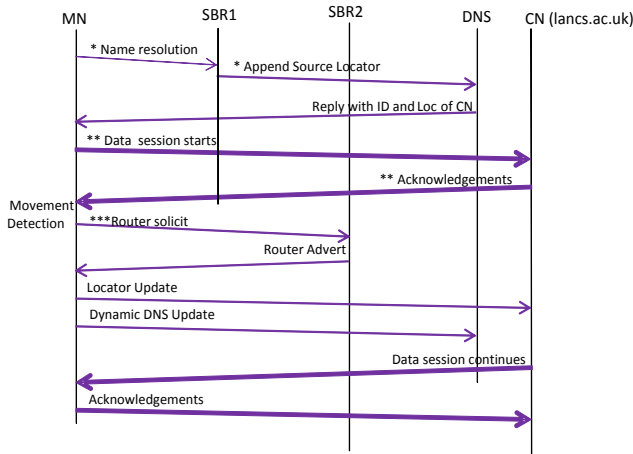 MN SBR1 SBR2 DNS CN (lancs.ac.uk)
* Name resolution
* Append Source Locator
Reply with ID and Loc of CN
** Data session starts
** Acknowledgements
Movement
Detection
***Router solicit
Router Advert
Locator Update
Dynamic DNS Update
Data session continues
Acknowledgements